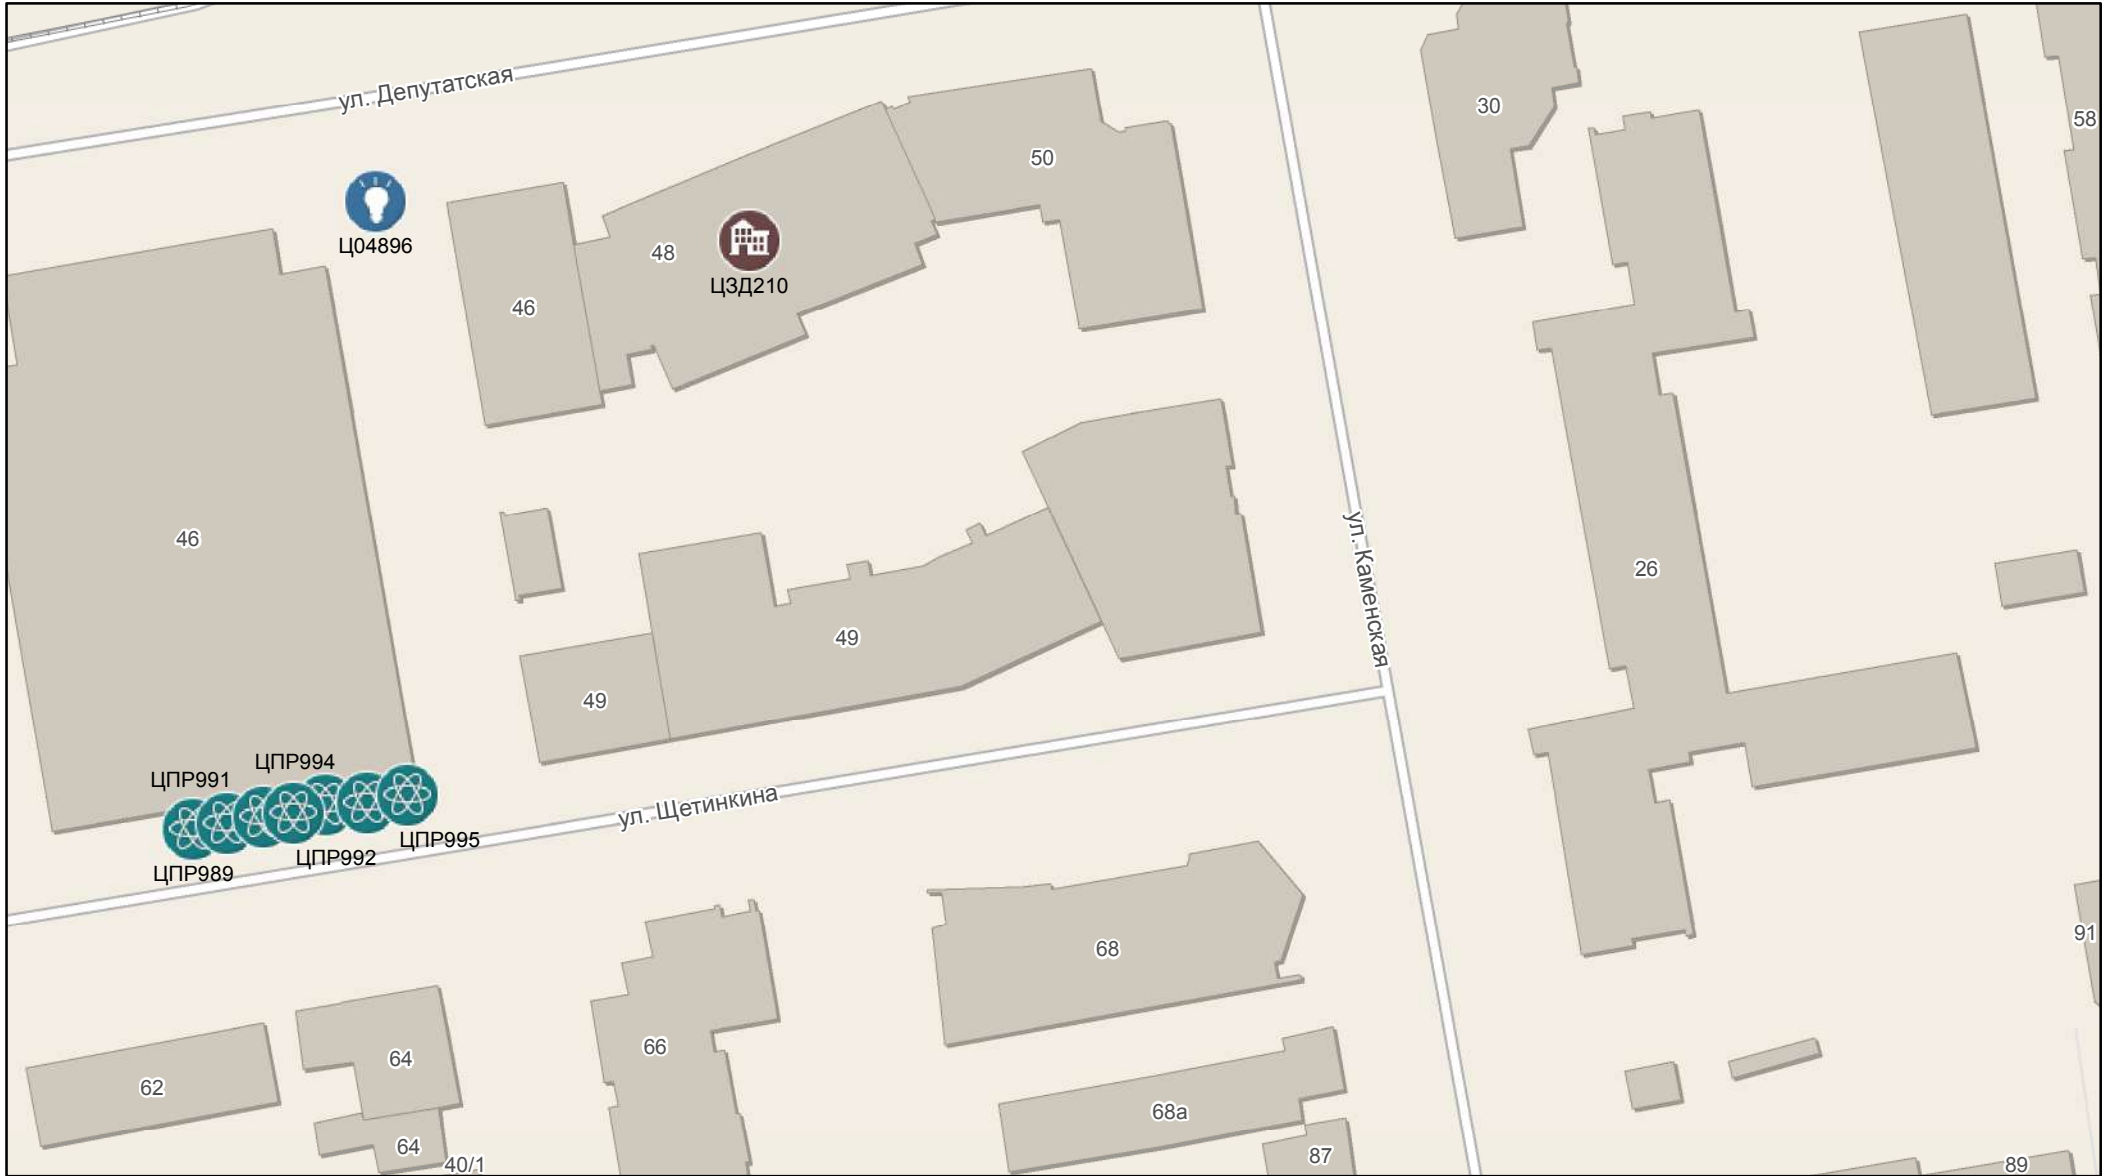 ул. Депутатская
30
58
50
Ц04896
48
ЦЗД210
46
46
ул. Каменская
26
49
49
ЦПР994
ЦПР991
ул. Щетинкина
ЦПР995
ЦПР992
ЦПР989
68
91
66
64
62
68а
64
87
40/1
89